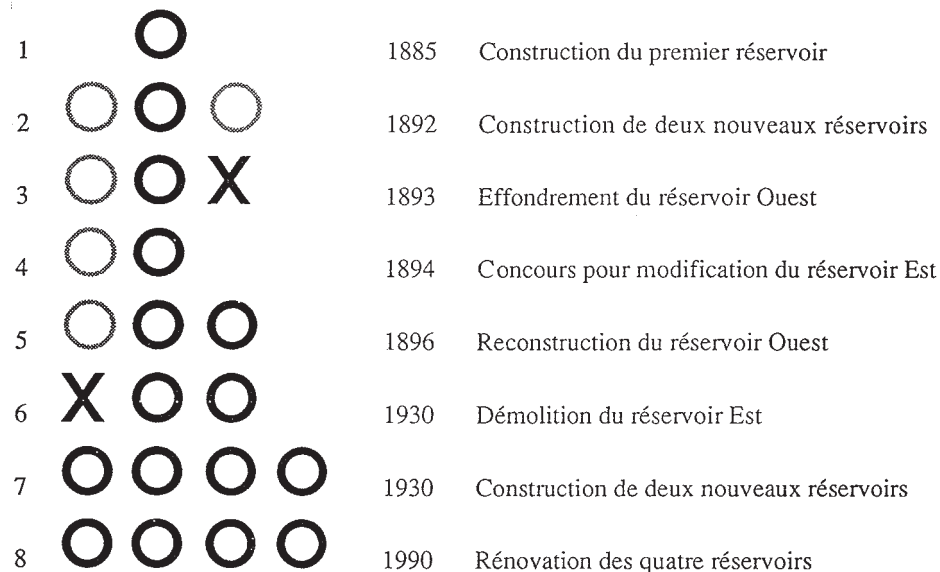 1 1885 Construction du premier réservoir
2 1892 Construction de deux nouveaux réservoirs
3 X 1893 Effondrement du réservoir Ouest
4 1894 Concours pour modification du réservoir Est
5 1896 Reconstruction du réservoir Ouest
6 X 1930 Démolition du réservoir Est
7 1930 Construction de deux nouveaux réservoirs
8 1990 Rénovation des quatre réservoirs